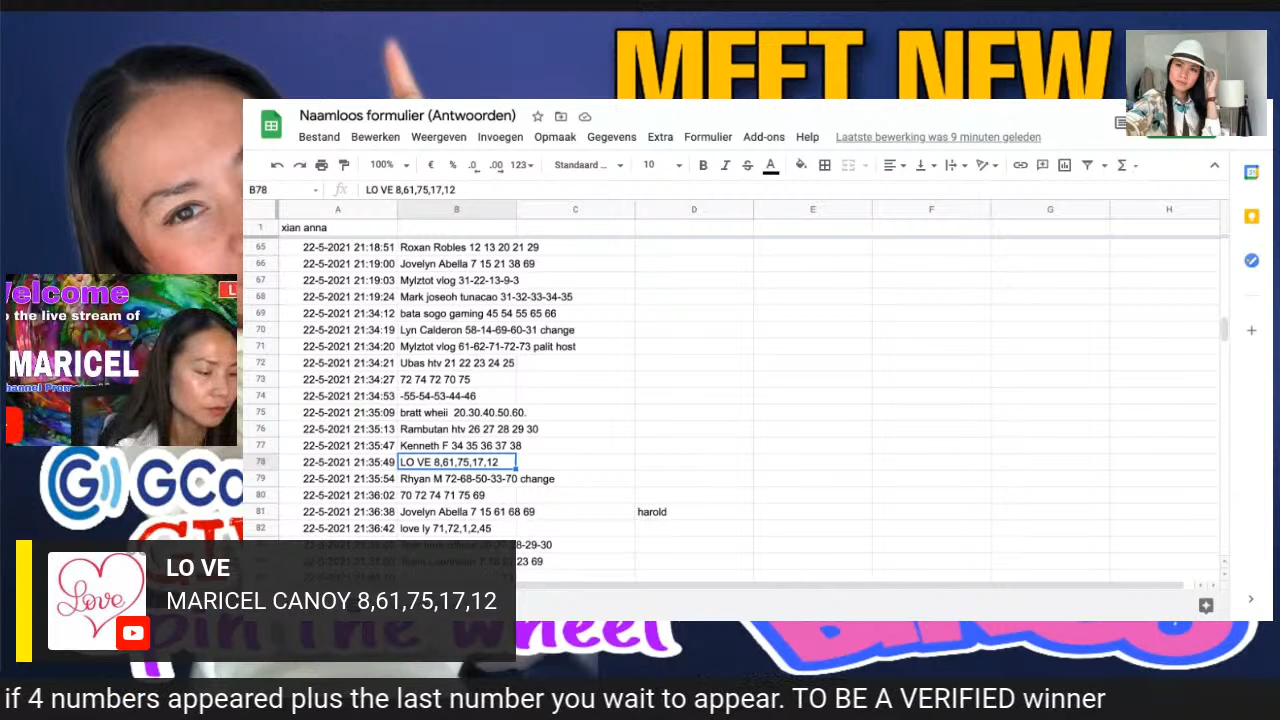 MEET NEW
Naamloos formulier (Antwoorden)
Bestand Bewerken Weergeven Invoegen Opmaak Gegevens Extra Formulier Add-ons Help Laatste bewerking was 9 minuten geleden
100% € % .0 .00 123 Standaard ... 10 B I S A
B78 fx LO VE 8,61,75,17,12
A B C D E F G H
1 xian anna
65 22-5-2021 21:18:51 Roxan Robles 12 13 20 21 29
66 22-5-2021 21:19:00 Jovelyn Abella 7 15 21 38 69
67 22-5-2021 21:19:03 Mylztot vlog 31-22-13-9-3
68 22-5-2021 21:19:24 Mark joseoh tunacao 31-32-33-34-35
69 22-5-2021 21:34:12 bata sogo gaming 45 54 55 65 66
70 22-5-2021 21:34:19 Lyn Calderon 58-14-69-60-31 change
71 22-5-2021 21:34:20 Mylztot vlog 61-62-71-72-73 palit host
72 22-5-2021 21:34:21 Ubas htv 21 22 23 24 25
73 22-5-2021 21:34:27 72 74 72 70 75
74 22-5-2021 21:34:53 -55-54-53-44-46
75 22-5-2021 21:35:09 bratt wheii 20.30.40.50.60.
76 22-5-2021 21:35:13 Rambutan htv 26 27 28 29 30
77 22-5-2021 21:35:47 Kenneth F 34 35 36 37 38
78 22-5-2021 21:35:49 LO VE 8,61,75,17,12
79 22-5-2021 21:35:54 Rhyan M 72-68-50-33-70 change
80 22-5-2021 21:36:02 70 72 74 71 75 69
81 22-5-2021 21:36:38 Jovelyn Abella 7 15 61 68 69 harold
82 22-5-2021 21:36:42 love ly 71,72,1,2,45
8-29-30
23 69
Welcome
o the live stream of
MARICEL
hannel Prom
GCa
LO VE
MARICEL CANOY 8,61,75,17,12
Love
pin the wheel
BINGO
if 4 numbers appeared plus the last number you wait to appear. TO BE A VERIFIED winner